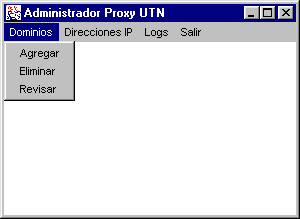 Administrador Proxy UTN
Dominios Direcciones IP Logs Salir
Agregar
Eliminar
Revisar